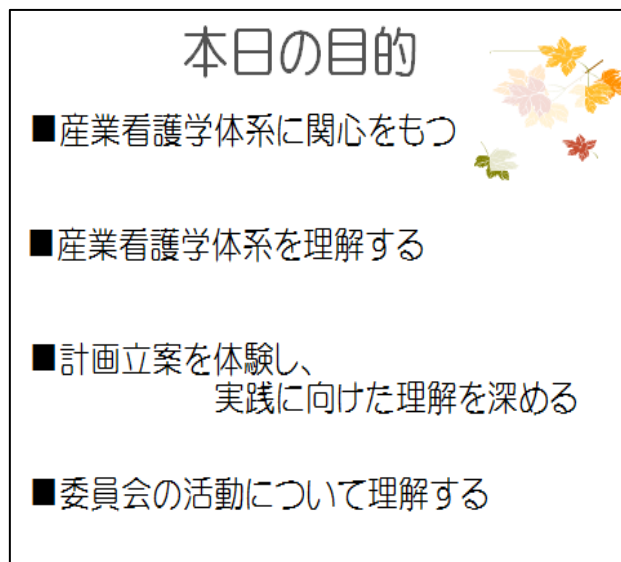 本日の目的
■産業看護学体系に関心をもつ
■産業看護学体系を理解する
■計画立案を体験し、
実践に向けた理解を深める
■委員会の活動について理解する